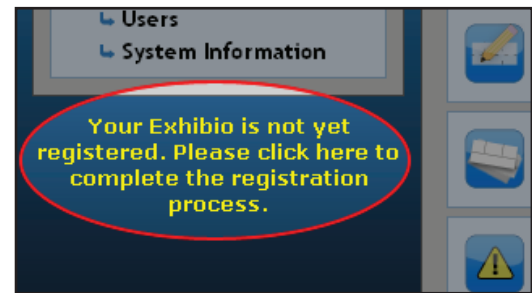 Users
System Information
Your Exhibio is not yet
registered. Please click here to
complete the registration
process.